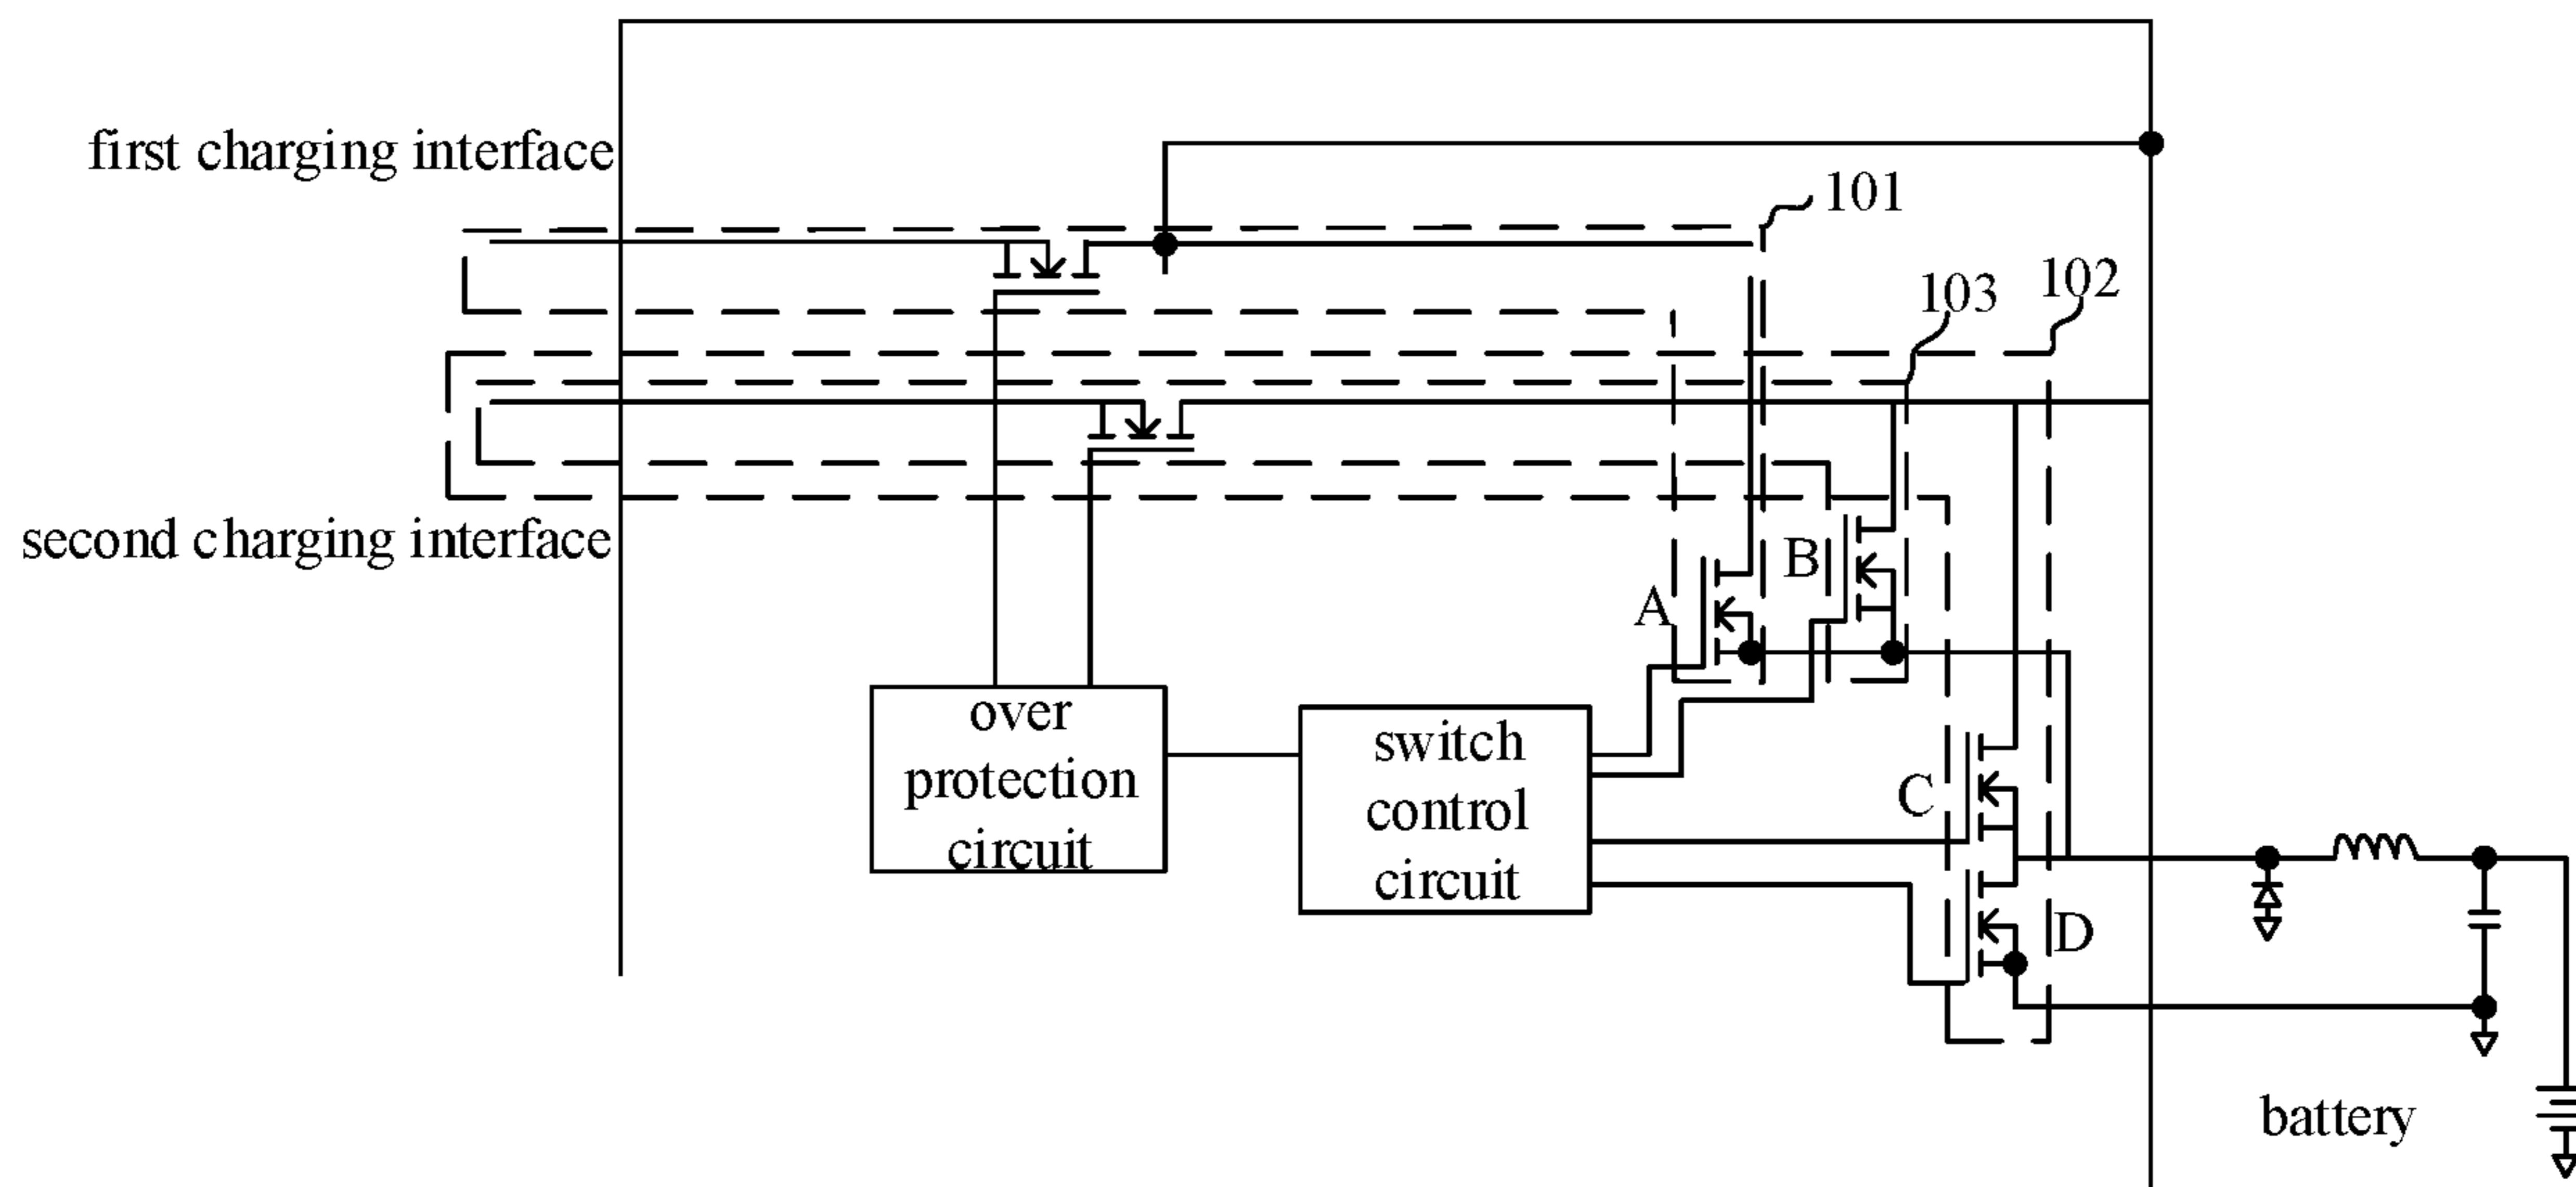 first charging interface
101
103
102
second charging interface
A
B
over
protection
circuit
switch
control
circuit
C
D
battery